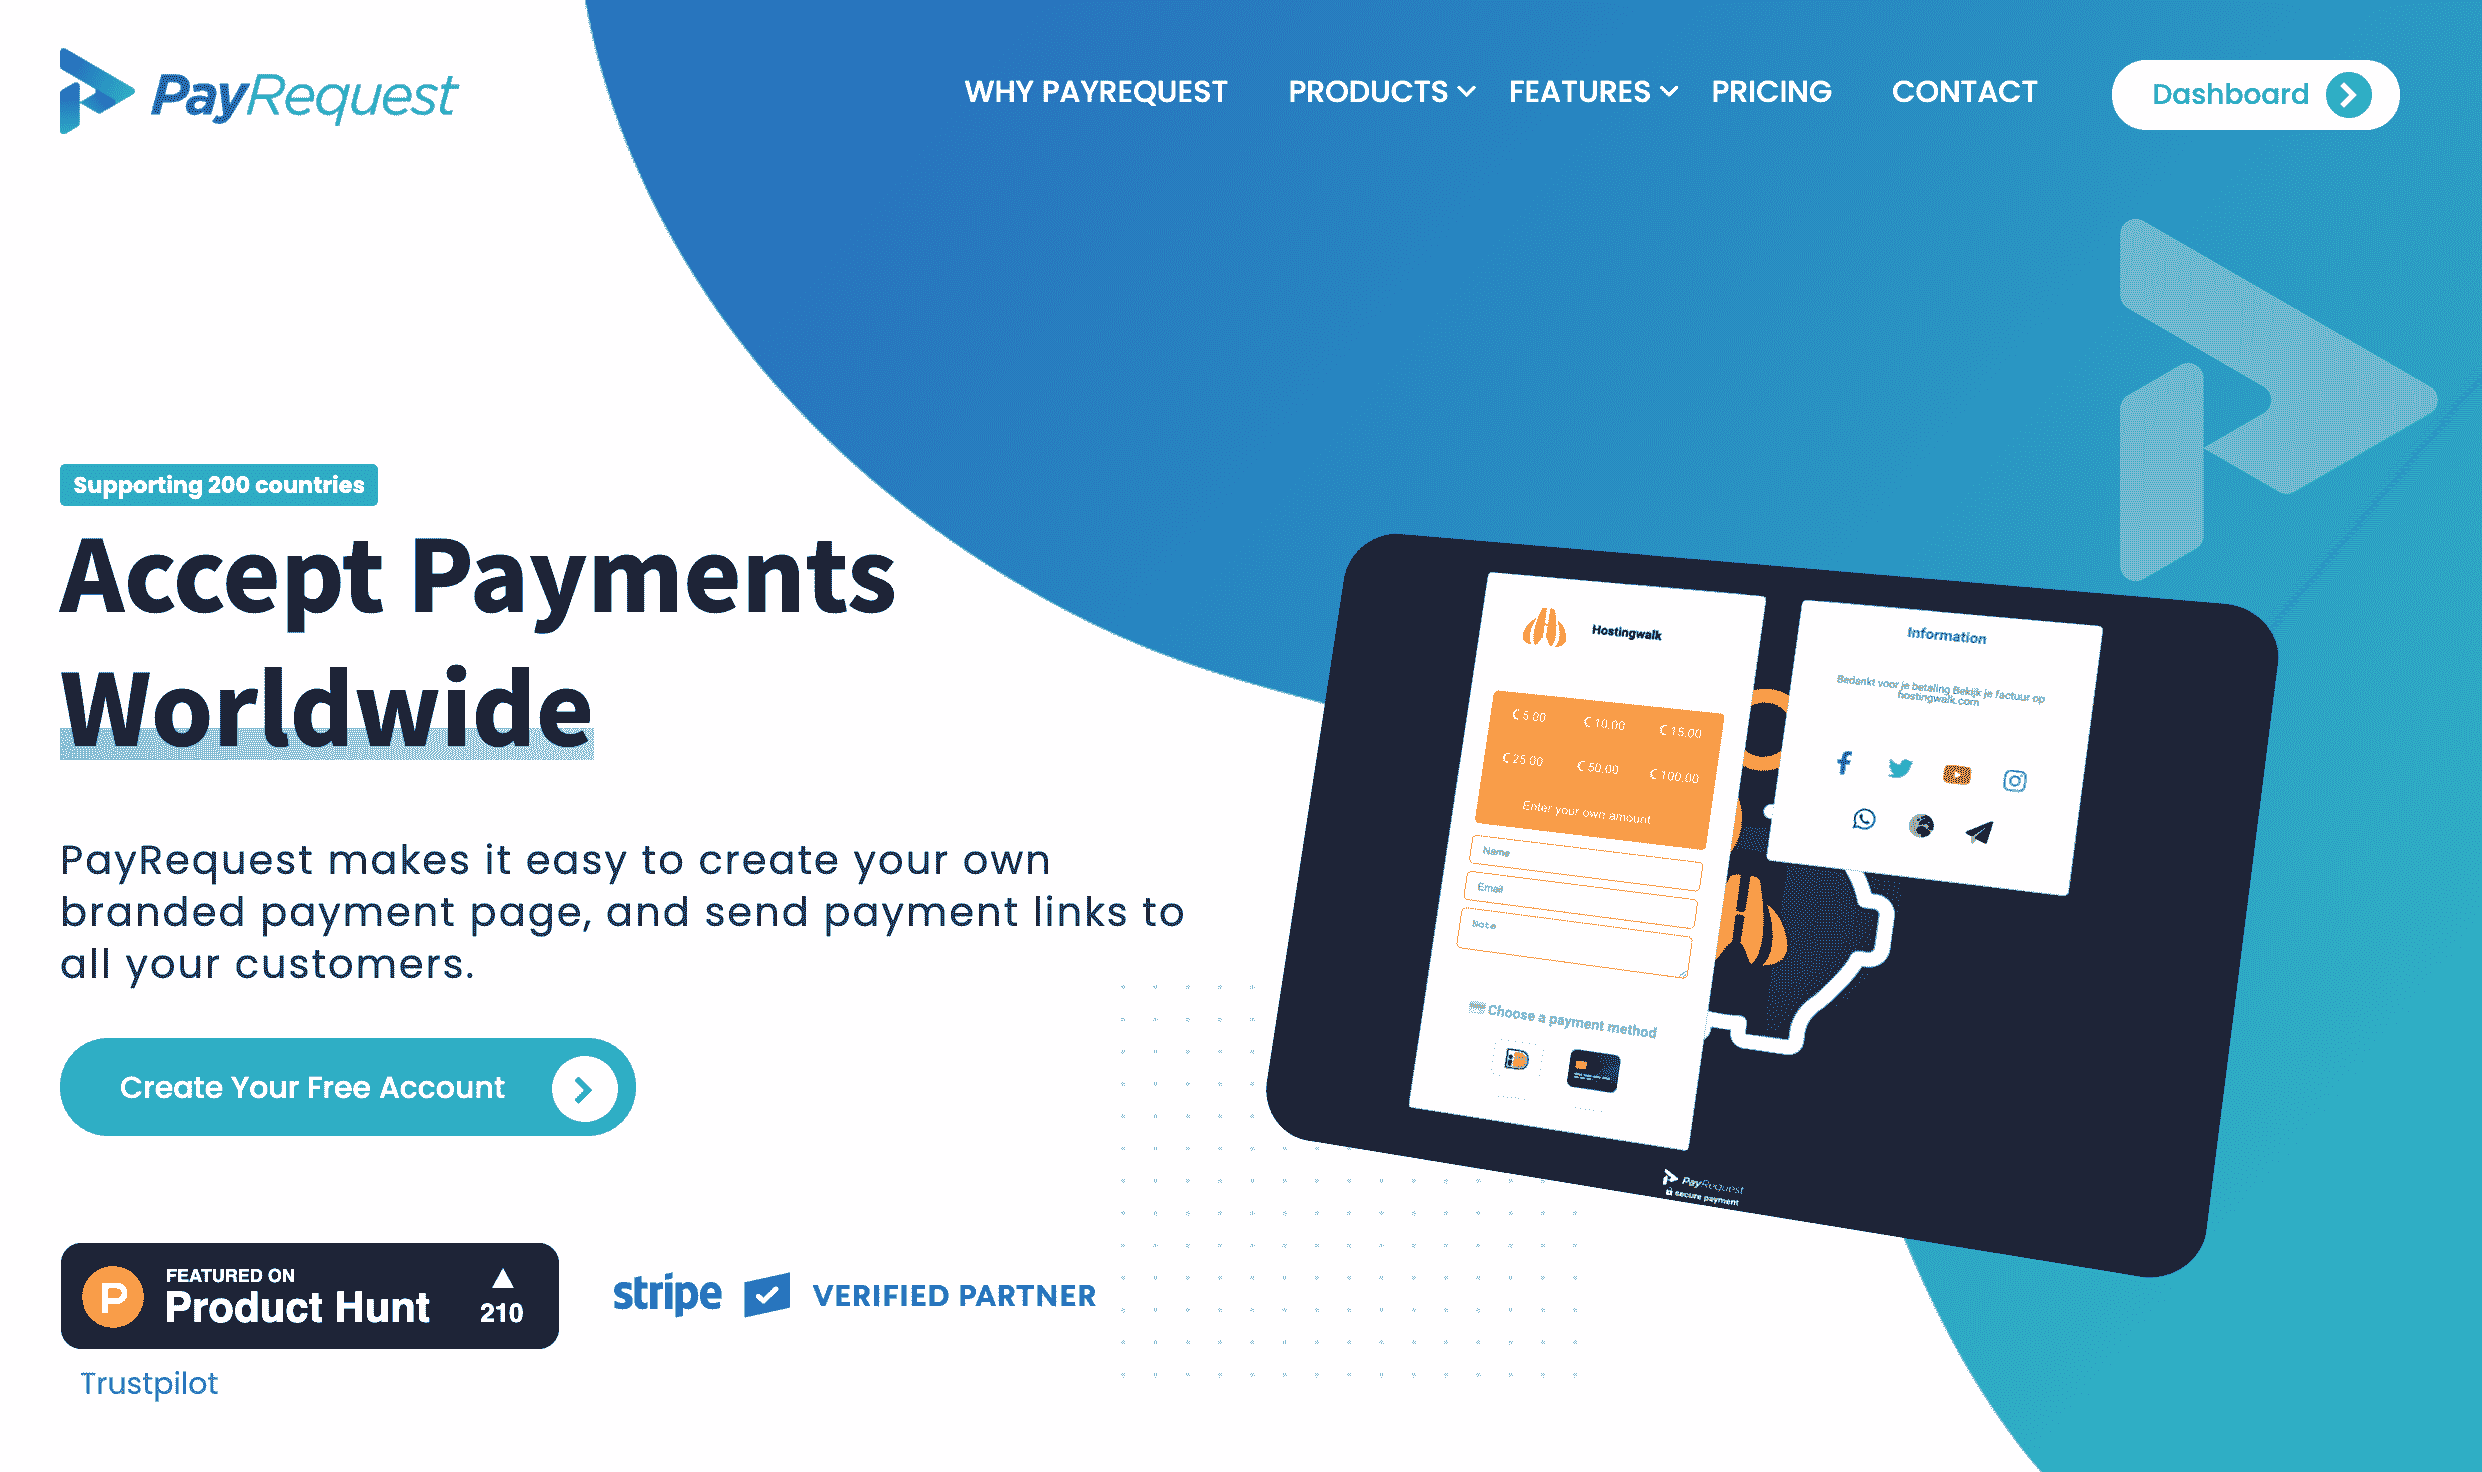 PayRequest
WHY PAYREQUEST
PRODUCTS
FEATURES
PRICING
CONTACT
Dashboard
Supporting 200 countries
Accept Payments
Worldwide
PayRequest makes it easy to create your own
branded payment page, and send payment links to
all your customers.
Create Your Free Account
FEATURED ON
Product Hunt
210
stripe
VERIFIED PARTNER
Trustpilot
Hostingwalk
€ 5.00 € 10.00 € 15.00
€ 25.00 € 50.00 € 100.00
Enter your own amount
Name
Email
Note
Choose a payment method
Information
Bedankt voor je betaling Bekijk je factuur op
hostingwalk.com
PayRequest
secure payment